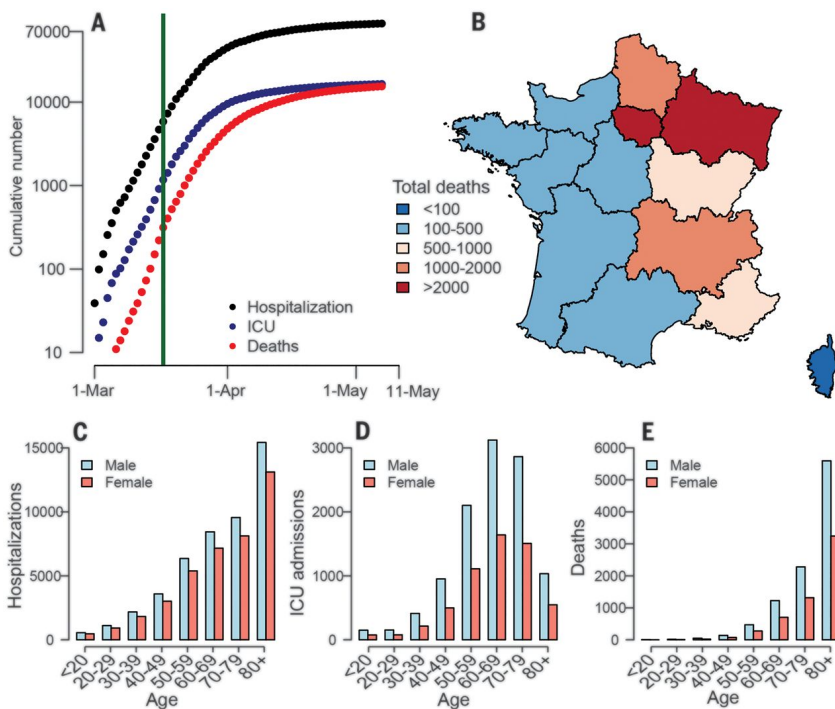 A
70000
10000
1000
100
10
Cumulative number
Hospitalization
ICU
Deaths
1-Mar
1-Apr
1-May
11-May
B
Total deaths
<100
100-500
500-1000
1000-2000
>2000
C
15000
10000
5000
0
Hospitalizations
Male
Female
<20
20-29
30-39
40-49
50-59
60-69
70-79
80+
Age
D
3000
2000
1000
0
ICU admissions
Male
Female
<20
20-29
30-39
40-49
50-59
60-69
70-79
80+
Age
E
6000
5000
4000
3000
2000
1000
0
Deaths
Male
Female
<20
20-29
30-39
40-49
50-59
60-69
70-79
80+
Age